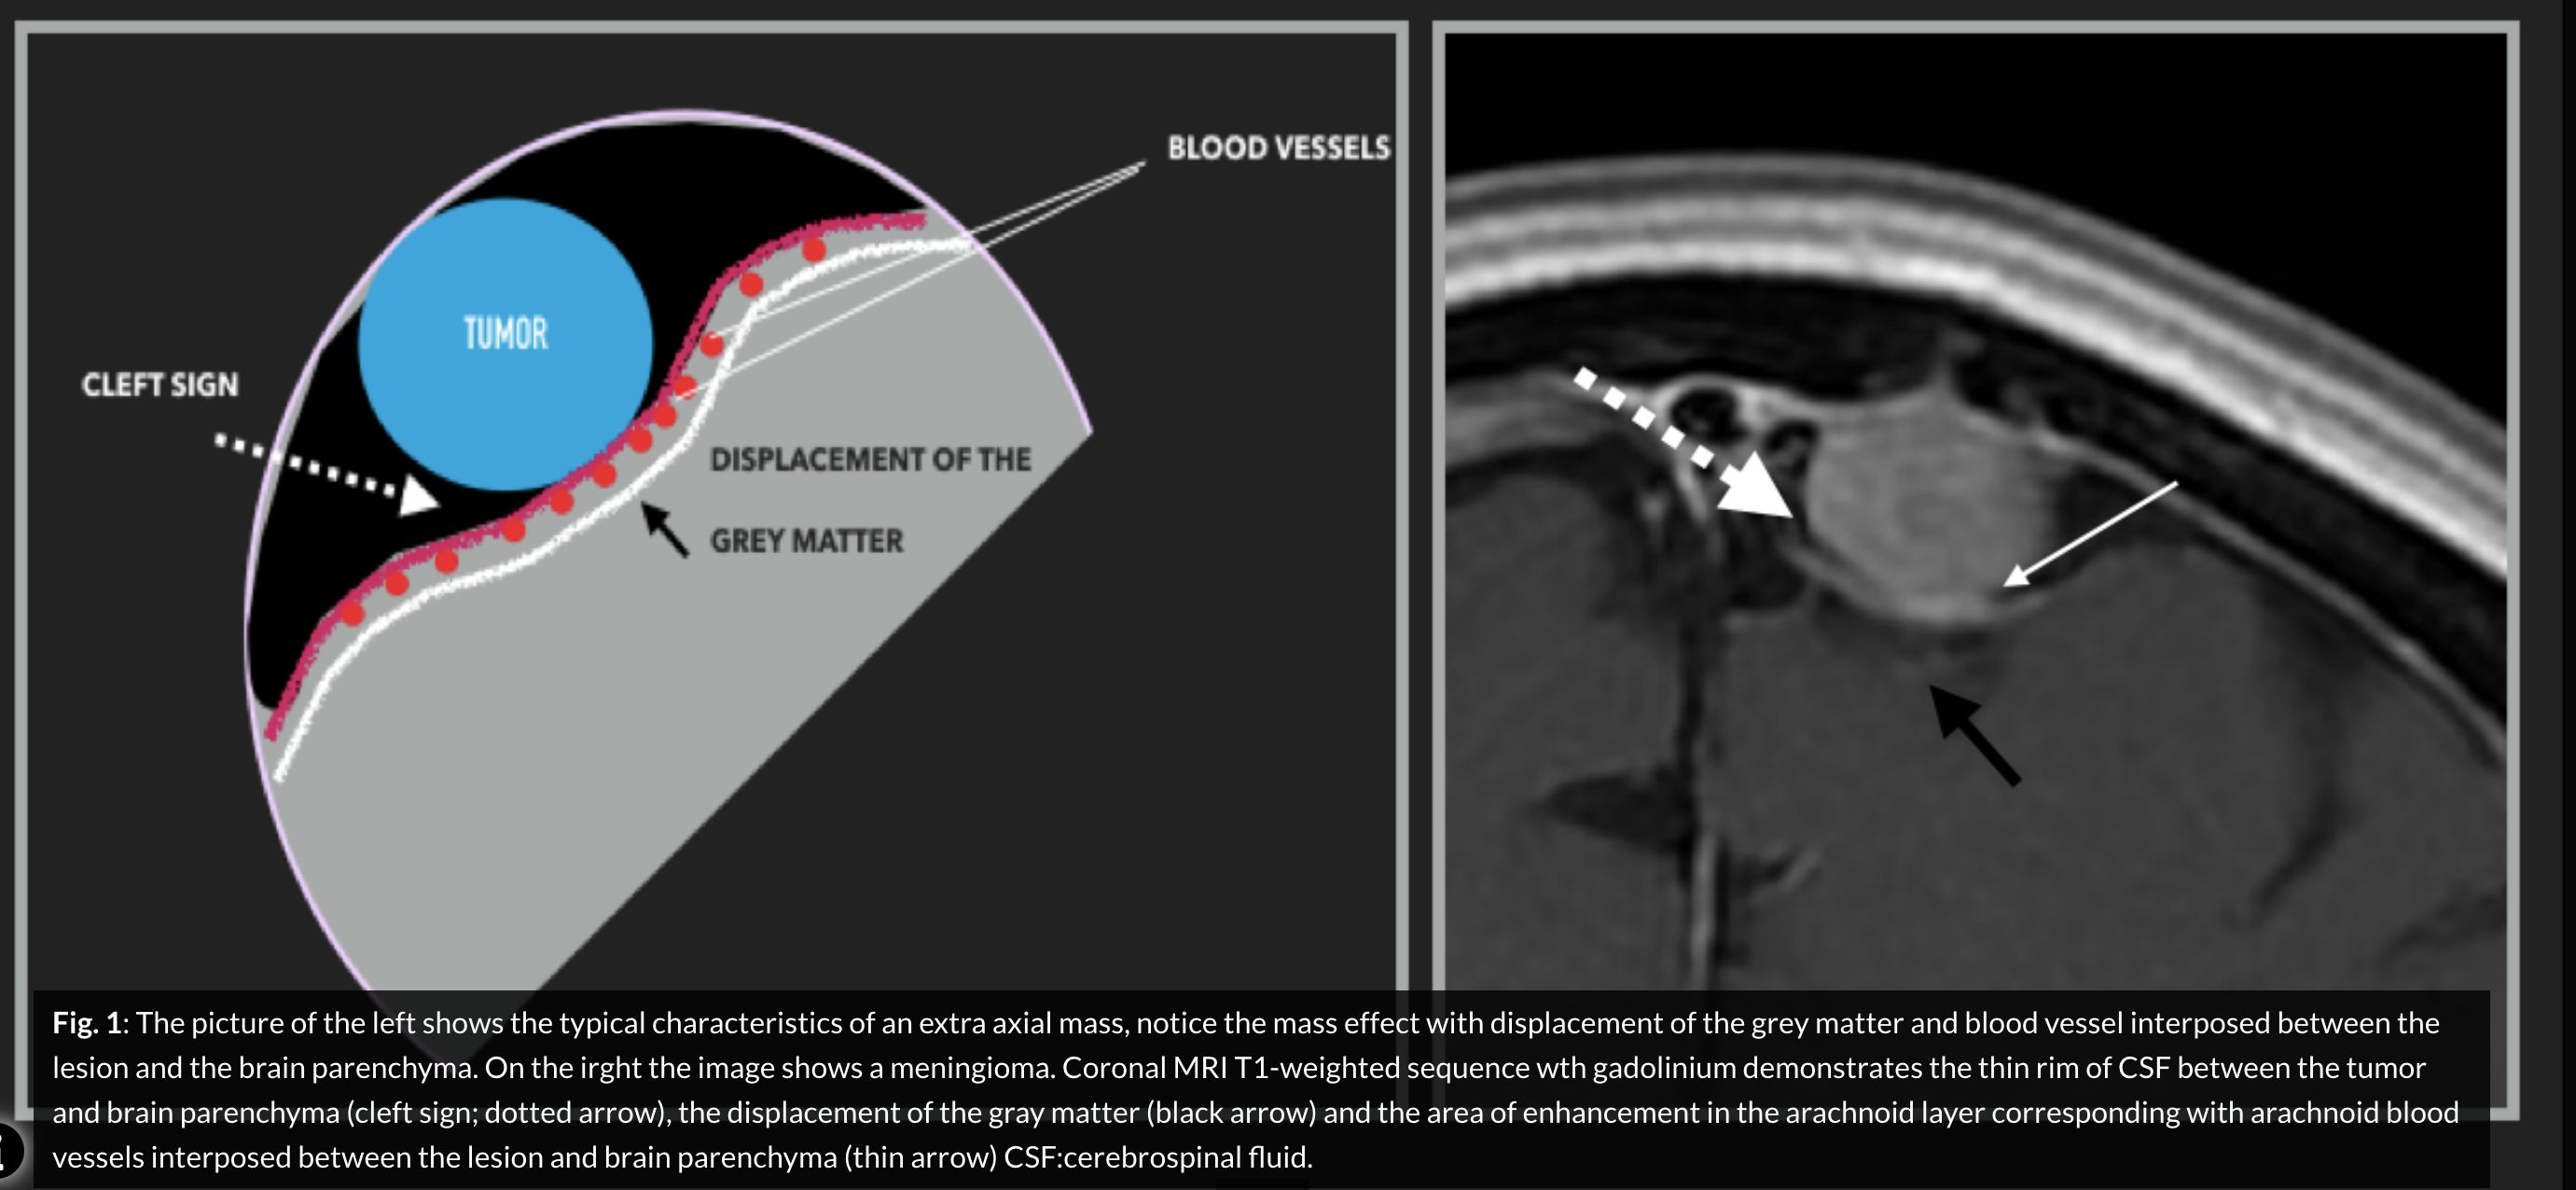 BLOOD VESSELS
TUMOR
CLEFT SIGN
DISPLACEMENT OF THE
GREY MATTER
Fig. 1: The picture of the left shows the typical characteristics of an extra axial mass, notice the mass effect with displacement of the grey matter and blood vessel interposed between the
lesion and the brain parenchyma. On the irght the image shows a meningioma. Coronal MRI T1-weighted sequence wth gadolinium demonstrates the thin rim of CSF between the tumor
and brain parenchyma (cleft sign; dotted arrow), the displacement of the gray matter (black arrow) and the area of enhancement in the arachnoid layer corresponding with arachnoid blood
vessels interposed between the lesion and brain parenchyma (thin arrow) CSF:cerebrospinal fluid.